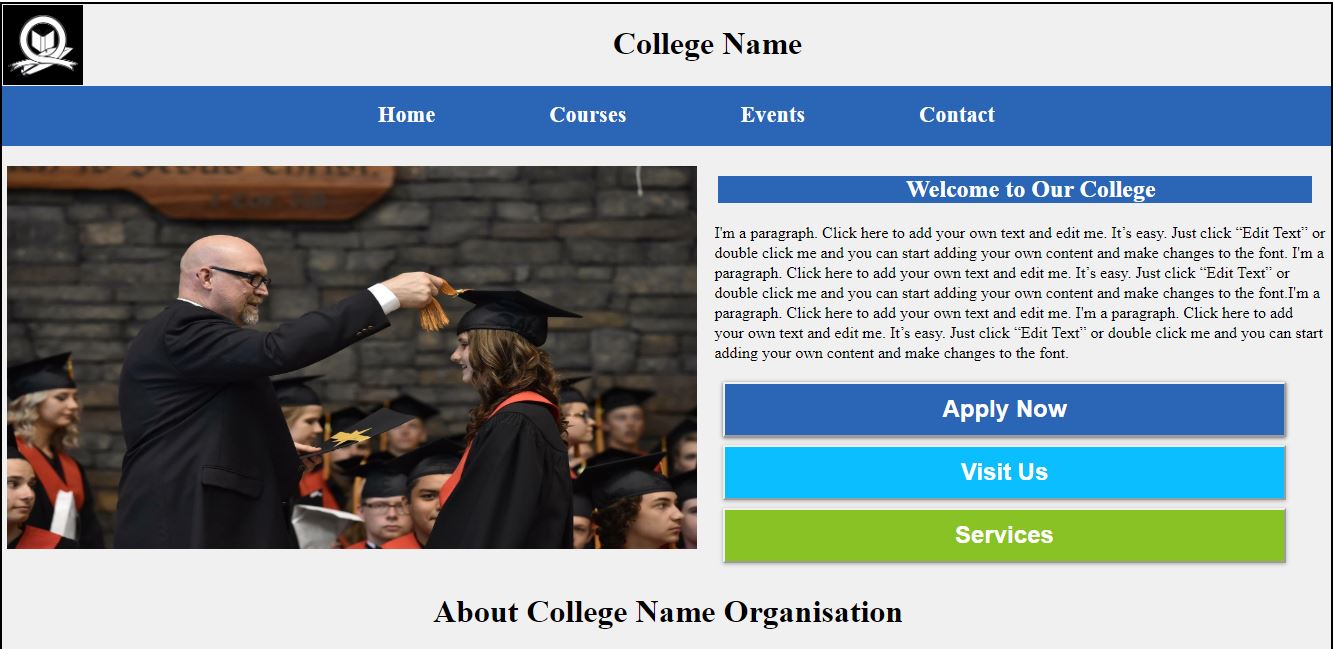 College Name
Home Courses Events Contact
Welcome to Our College
I'm a paragraph. Click here to add your own text and edit me. It’s easy. Just click “Edit Text” or
double click me and you can start adding your own content and make changes to the font. I'm a
paragraph. Click here to add your own text and edit me. It’s easy. Just click “Edit Text” or
double click me and you can start adding your own content and make changes to the font.I'm a
paragraph. Click here to add your own text and edit me. I'm a paragraph. Click here to add
your own text and edit me. It’s easy. Just click “Edit Text” or double click me and you can start
adding your own content and make changes to the font.
Apply Now
Visit Us
Services
About College Name Organisation